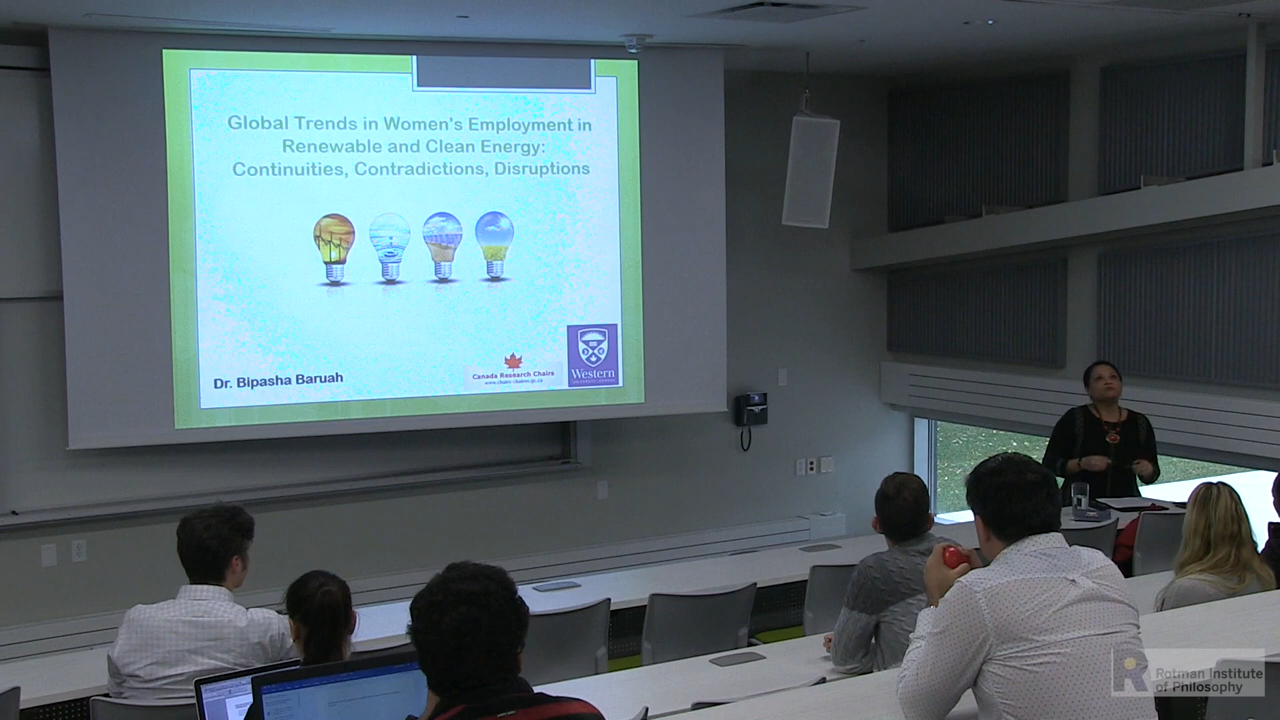 Global Trends in Women's Employment in
Renewable and Clean Energy:
Continuities, Contradictions, Disruptions
Dr. Bipasha Baruah
Canada Research Chairs
Western
Rotman Institute
of Philosophy